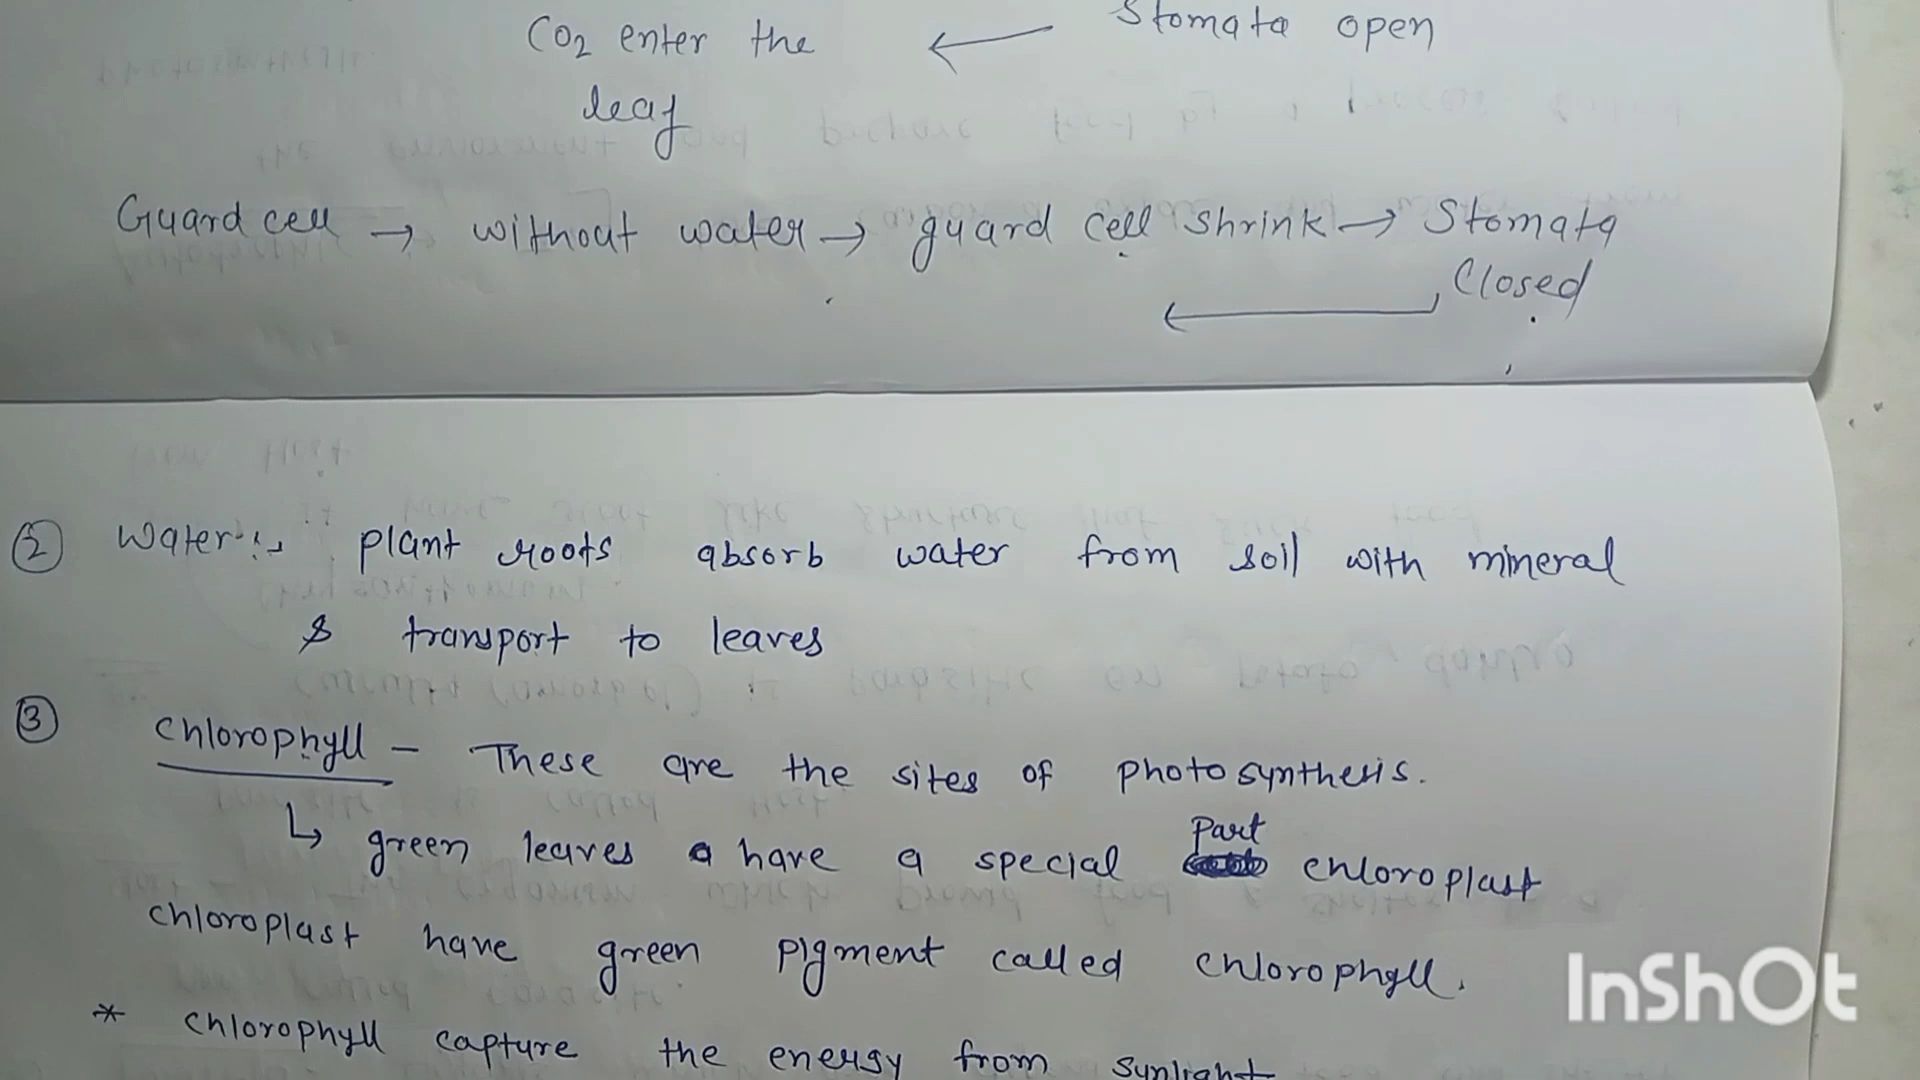 Stomata open
CO2 enter the ←
leaf
Guard cell → without water → guard cell shrink → Stomata
Closed
←
② Water:- plant roots absorb water from soil with mineral
& transport to leaves
③ chlorophyll - These are the sites of photosynthesis.
↳ green leaves a have a special Part chloroplast
chloroplast have green pigment called chlorophyll.
* chlorophyll capture the energy from sunlight
InShOt